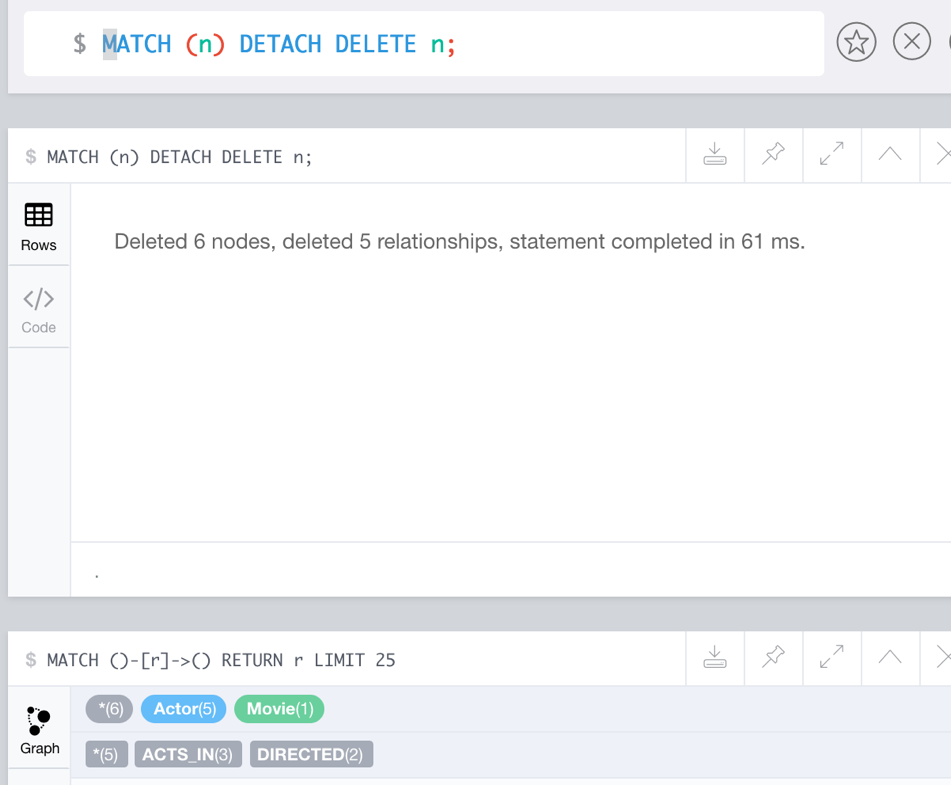 $ MATCH (n) DETACH DELETE n;
$ MATCH (n) DETACH DELETE n;
Rows
Deleted 6 nodes, deleted 5 relationships, statement completed in 61 ms.
</>
Code
.
$ MATCH ()-[r]->() RETURN r LIMIT 25
*(6) Actor(5) Movie(1)
Graph
*(5) ACTS_IN(3) DIRECTED(2)